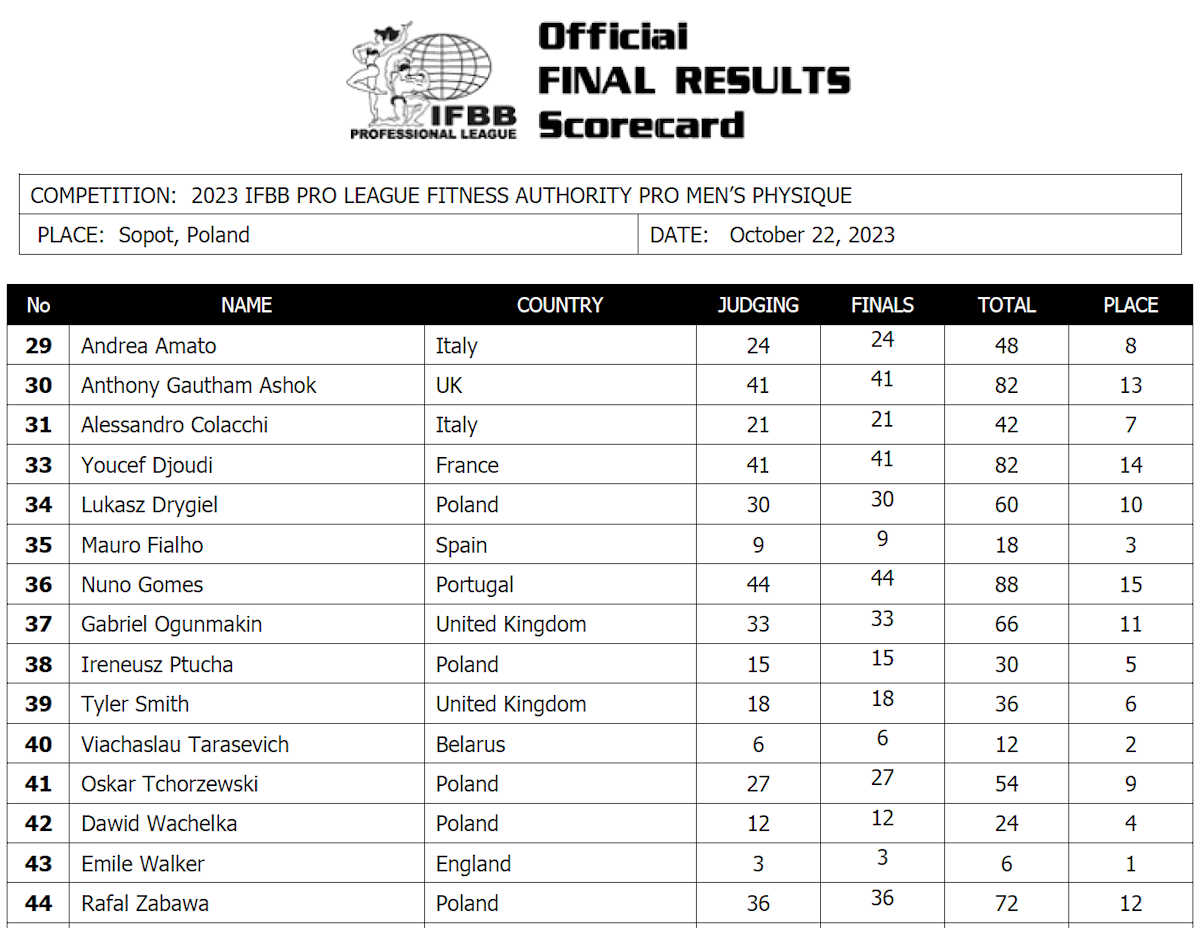 IFBB
PROFESSIONAL LEAGUE
Official
FINAL RESULTS
Scorecard
COMPETITION: 2023 IFBB PRO LEAGUE FITNESS AUTHORITY PRO MEN'S PHYSIQUE
PLACE: Sopot, Poland DATE: October 22, 2023
No NAME COUNTRY JUDGING FINALS TOTAL PLACE
29 Andrea Amato Italy 24 24 48 8
30 Anthony Gautham Ashok UK 41 41 82 13
31 Alessandro Colacchi Italy 21 21 42 7
33 Youcef Djoudi France 41 41 82 14
34 Lukasz Drygiel Poland 30 30 60 10
35 Mauro Fialho Spain 9 9 18 3
36 Nuno Gomes Portugal 44 44 88 15
37 Gabriel Ogunmakin United Kingdom 33 33 66 11
38 Ireneusz Ptucha Poland 15 15 30 5
39 Tyler Smith United Kingdom 18 18 36 6
40 Viachaslau Tarasevich Belarus 6 6 12 2
41 Oskar Tchorzewski Poland 27 27 54 9
42 Dawid Wachelka Poland 12 12 24 4
43 Emile Walker England 3 3 6 1
44 Rafal Zabawa Poland 36 36 72 12